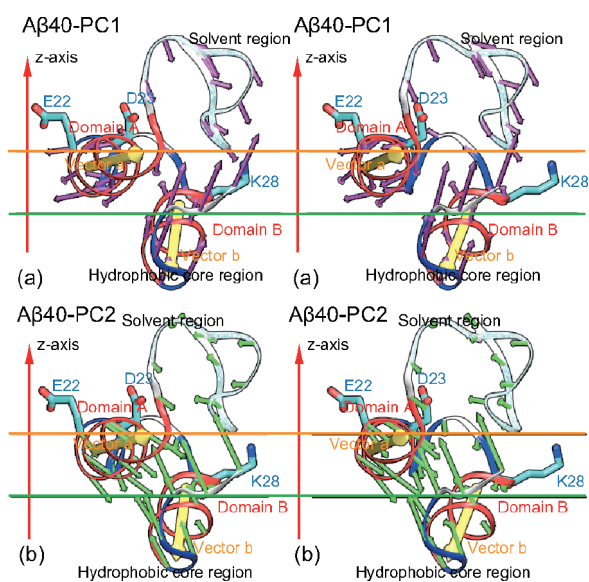 Aβ40-PC1
Aβ40-PC1
Solvent region
Solvent region
z-axis
z-axis
E22
D23
E22
D23
Domain A
Domain A
Vector a
Vector a
K28
K28
Domain B
Domain B
Vector b
Vector b
(a)
Hydrophobic core region
(a)
Hydrophobic core region
Aβ40-PC2
Aβ40-PC2
Solvent region
Solvent region
z-axis
z-axis
E22
D23
E22
D23
Domain A
Domain A
Vector a
Vector a
K28
K28
Domain B
Domain B
(b)
Vector b
(b)
Vector b
Hydrophobic core region
Hydrophobic core region